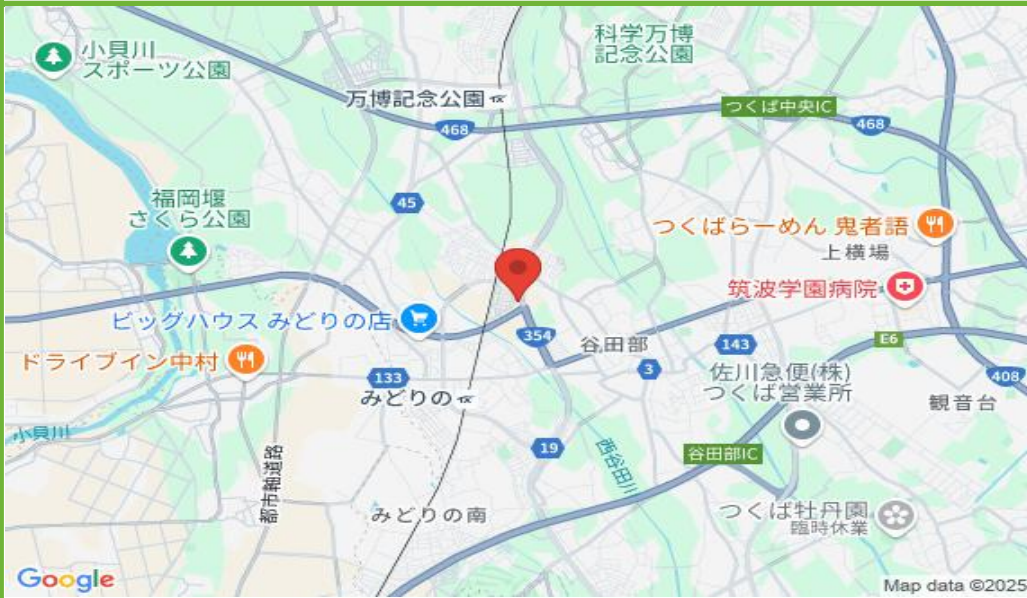 小貝川
スポーツ公園
科学万博
記念公園
万博記念公園
つくば中央IC
468
468
45
福岡堰
さくら公園
つくばらーめん 鬼者語
上横場
筑波学園病院
ビッグハウス みどりの店
354
谷田部
143
E6
ドライブイン中村
133
3
佐川急便(株)
つくば営業所
408
みどりの
観音台
小貝川
19
西谷田川
谷田部IC
都市軸道路
みどりの南
つくば牡丹園
臨時休業
Google
Map data ©2025